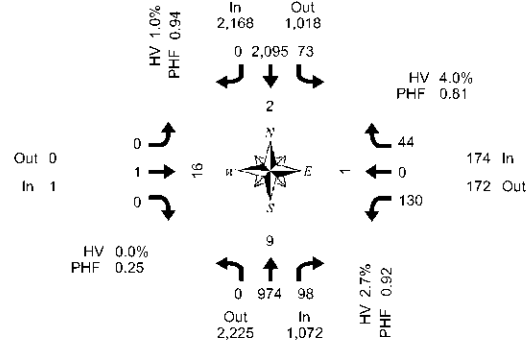 HV 1.0%
PHF 0.94
In
2,168
Out
1,018
0 2,095 73
HV 4.0%
PHF 0.81
2
N
0
44
Out 0
1
16
W
E
1
0
174 In
In 1
0
130
172 Out
S
9
HV 0.0%
PHF 0.25
HV 2.7%
PHF 0.92
0 974 98
Out
2,225
In
1,072